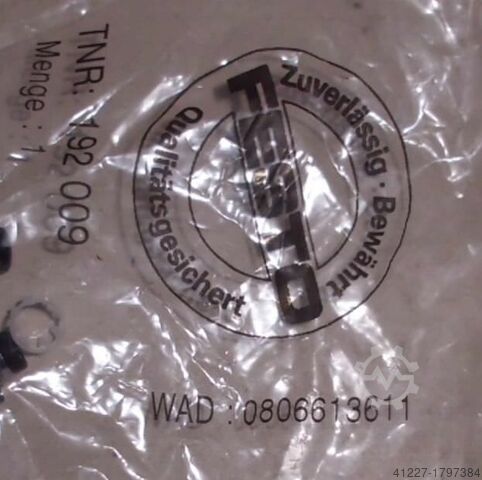 TNR: 192 009
Menge : 1
Zuverlässig · Bewährt
FESTO
Qualitätsgesichert
WAD : 0806613611
41227-1797384